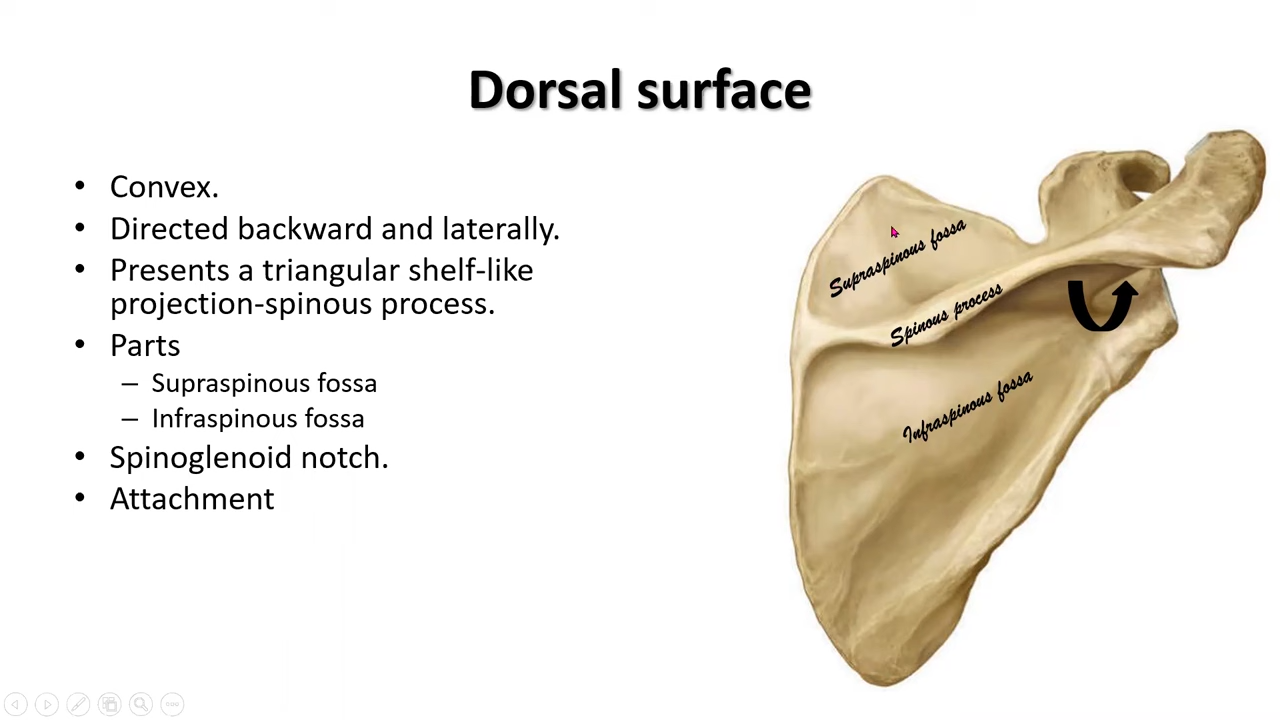 Dorsal surface
• Convex.
• Directed backward and laterally.
• Presents a triangular shelf-like
projection-spinous process.
• Parts
– Supraspinous fossa
– Infraspinous fossa
• Spinoglenoid notch.
• Attachment
Supraspinous fossa
Spinous process
Infraspinous fossa